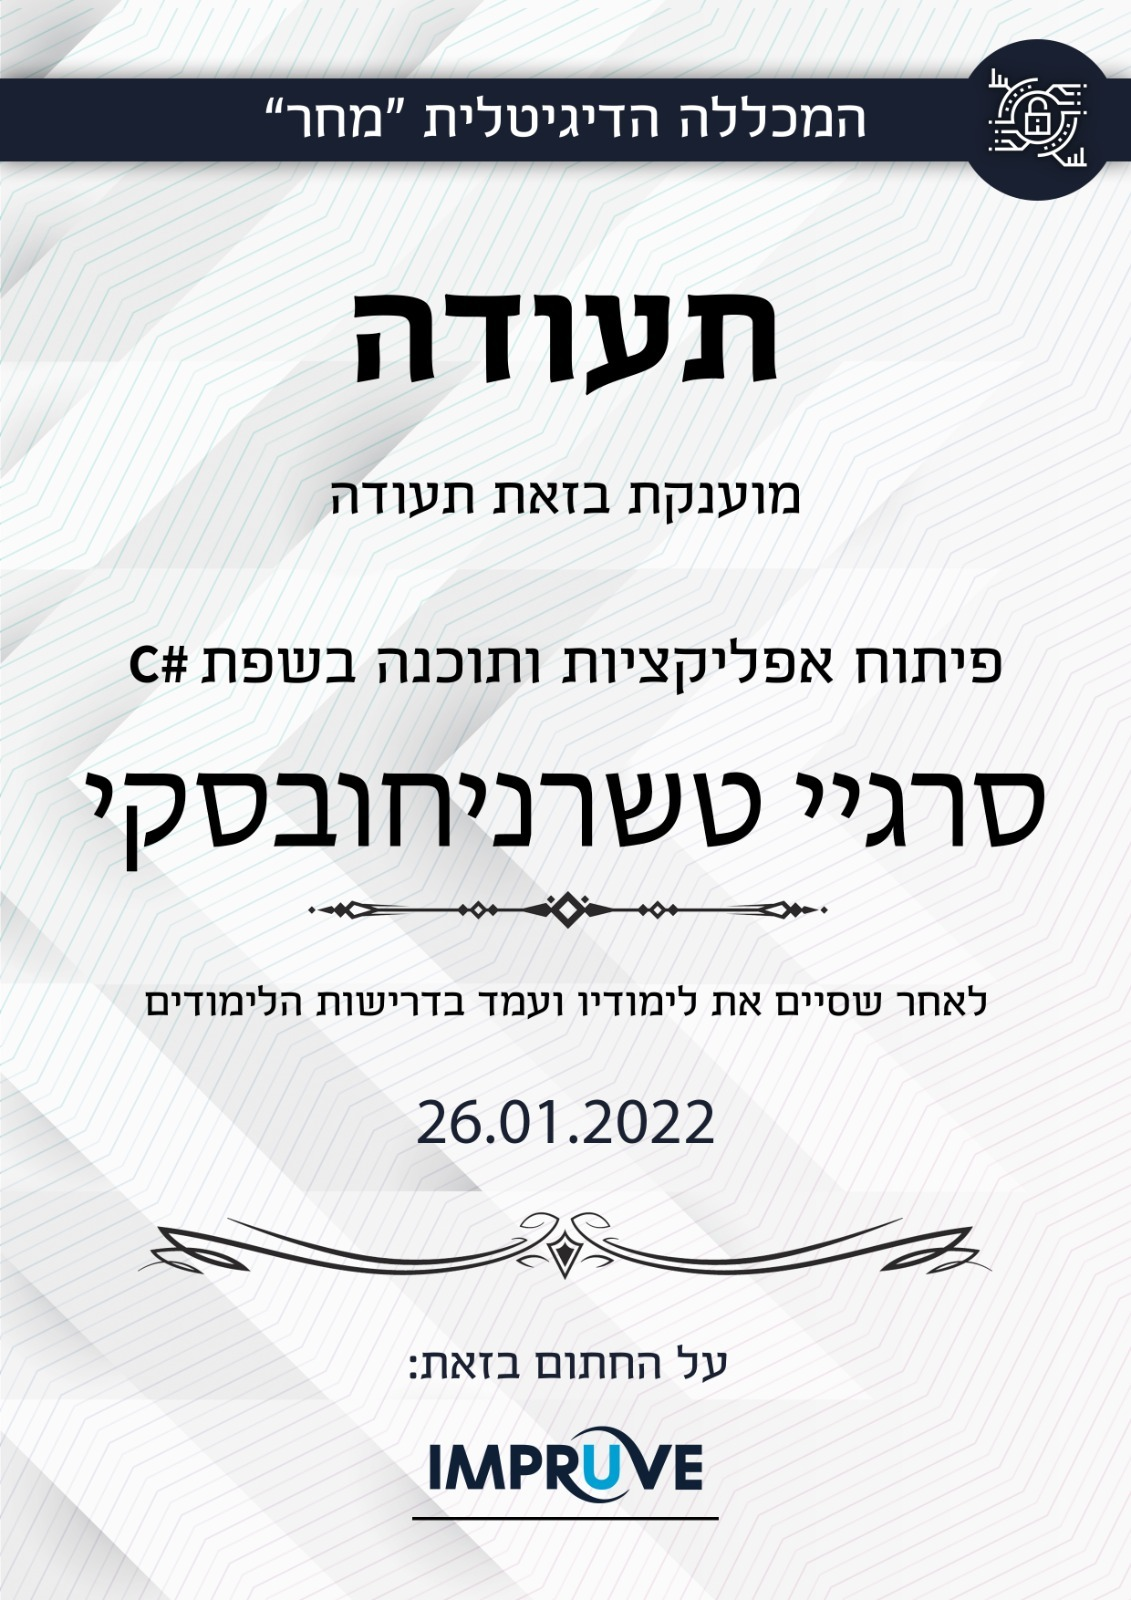 המכללה הדיגיטלית "מחר"
תעודה
מוענקת בזאת תעודה
פיתוח אפליקציות ותוכנה בשפת C#
סרגיי טשרניחובסקי
לאחר שסיים את לימודיו ועמד בדרישות הלימודים
26.01.2022
על החתום בזאת:
IMPRUVE